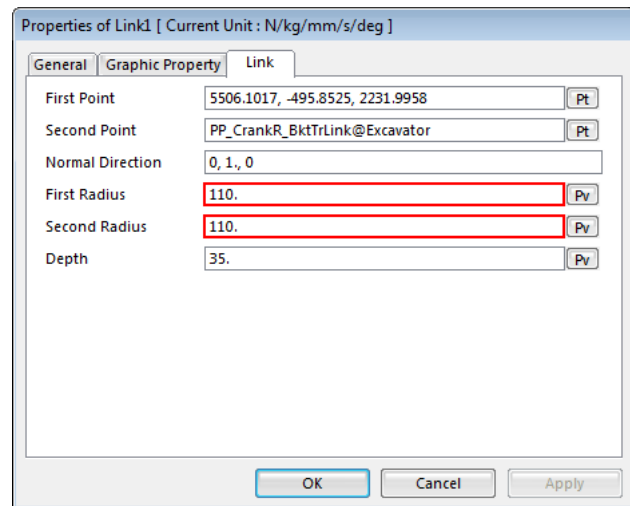 Properties of Link1 [ Current Unit : N/kg/mm/s/deg ]
General Graphic Property Link
First Point 5506.1017, -495.8525, 2231.9958 Pt
Second Point PP_CrankR_BktTrLink@Excavator Pt
Normal Direction 0, 1., 0
First Radius 110. Pv
Second Radius 110. Pv
Depth 35. Pv
OK Cancel Apply